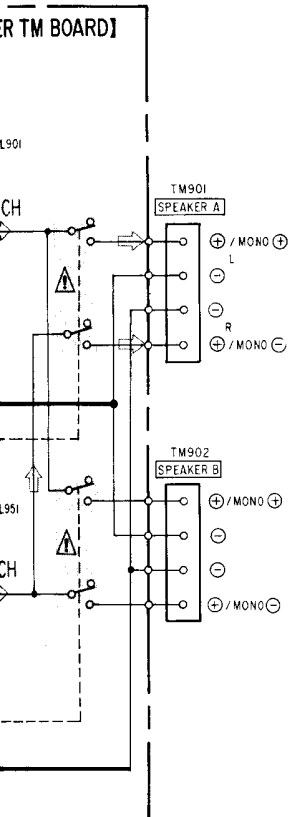 ER TM BOARD】
L901
CH
TM901
SPEAKER A
⊕/MONO⊕
L
⊖
⊖
R
⊕/MONO⊖
L951
TM902
SPEAKER B
CH
⊕/MONO⊕
⊖
⊖
⊕/MONO⊖